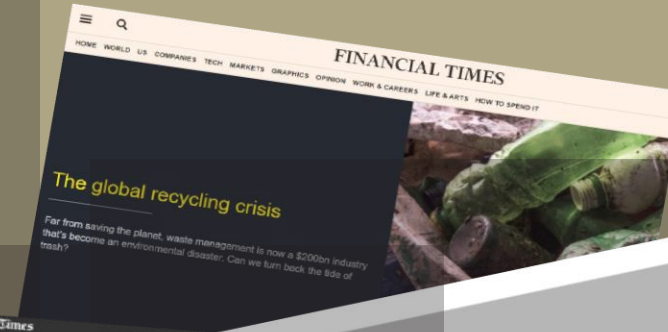 FINANCIAL TIMES
HOME WORLD US COMPANIES TECH MARKETS GRAPHICS OPINION WORK & CAREERS LIFE & ARTS HOW TO SPEND IT
The global recycling crisis
Far from saving the planet, waste management is now a $200bn industry
that's become an environmental disaster. Can we turn back the tide of
trash?
Times